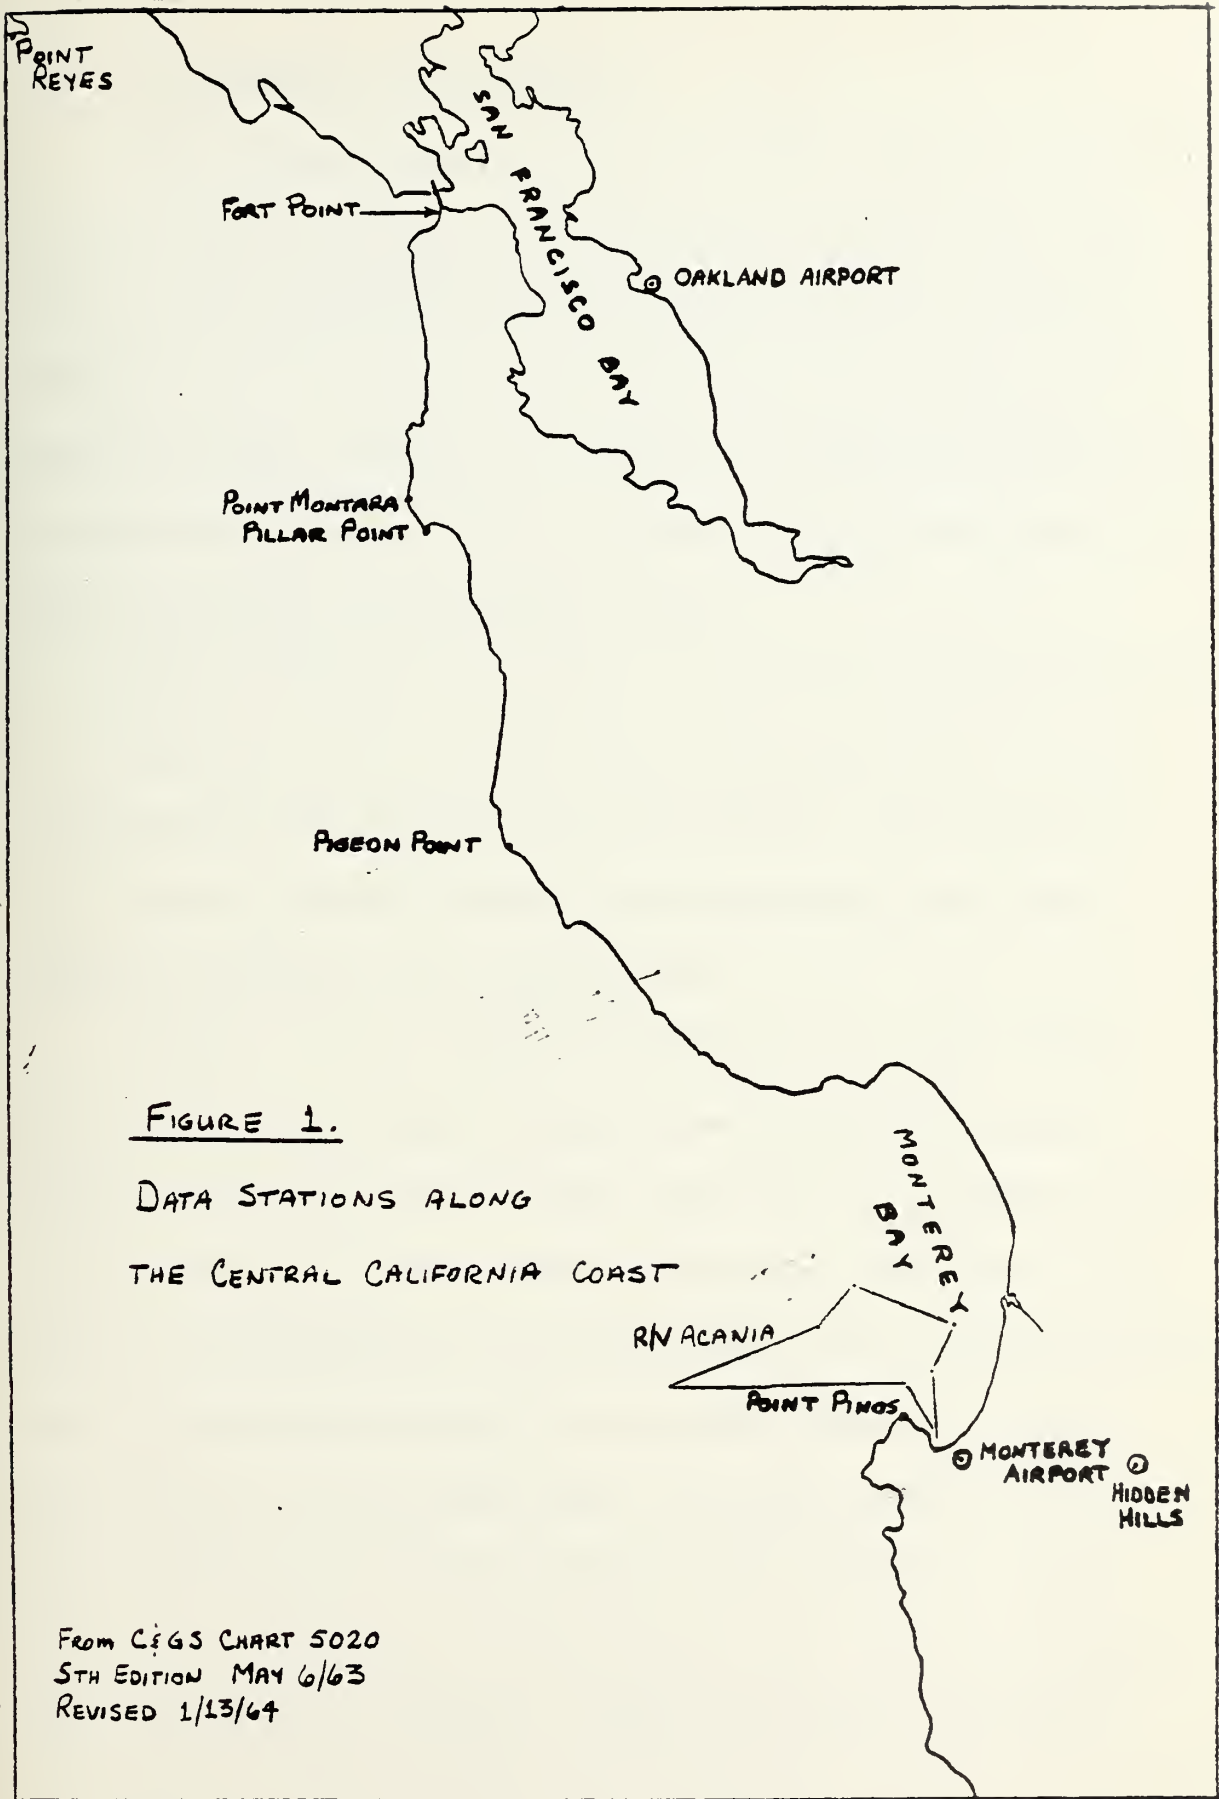 POINT
REYES
SAN FRANCISCO BAY
FORT POINT
OAKLAND AIRPORT
POINT MONTARA
PILLAR POINT
PIGEON POINT
FIGURE 1.
DATA STATIONS ALONG
THE CENTRAL CALIFORNIA COAST
MONTEREY
BAY
R/V ACANIA
POINT PINOS
MONTEREY
AIRPORT
HIDDEN
HILLS
FROM C&GS CHART 5020
5TH EDITION MAY 6/63
REVISED 1/13/64